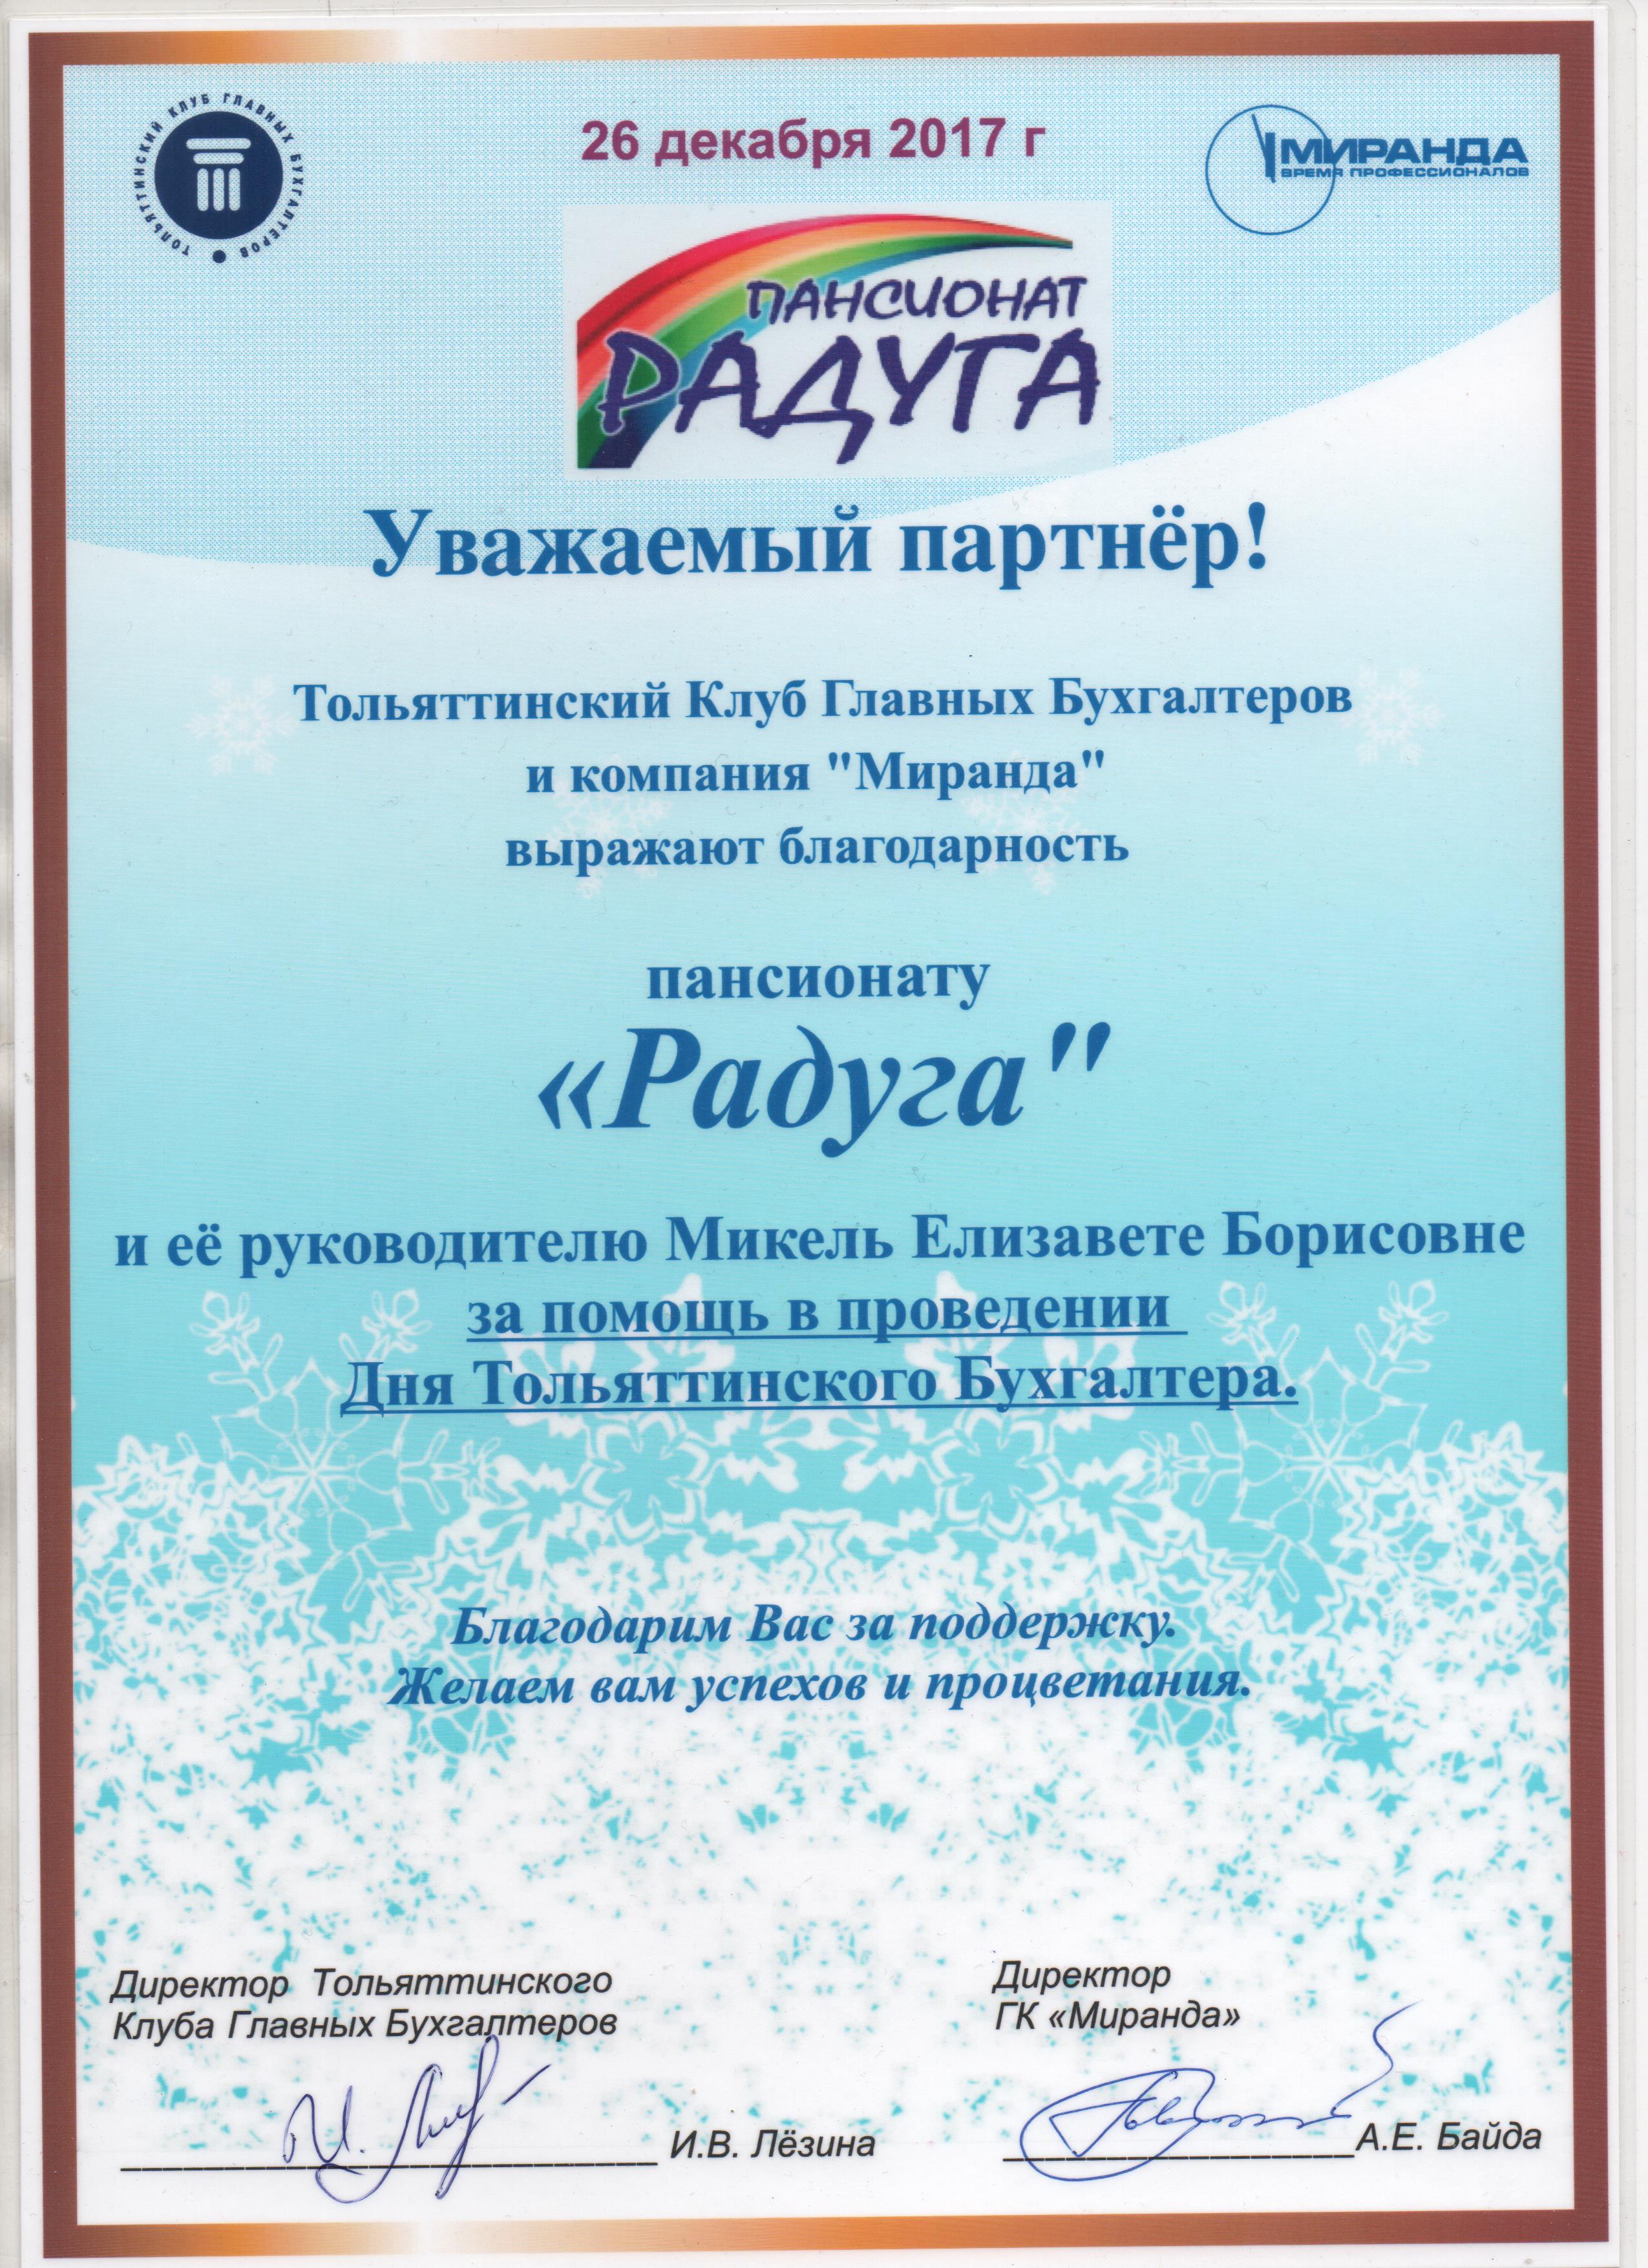 ТОЛЬЯТТИНСКИЙ КЛУБ ГЛАВНЫХ БУХГАЛТЕРОВ
26 декабря 2017 г
МИРАНДА
ВРЕМЯ ПРОФЕССИОНАЛОВ
ПАНСИОНАТ
РАДУГА
Уважаемый партнёр!
Тольяттинский Клуб Главных Бухгалтеров
и компания "Миранда"
выражают благодарность
пансионату
«Радуга"
и её руководителю Микель Елизавете Борисовне
за помощь в проведении
Дня Тольяттинского Бухгалтера.
Благодарим Вас за поддержку.
Желаем вам успехов и процветания.
Директор Тольяттинского
Клуба Главных Бухгалтеров
И.В. Лёзина
Директор
ГК «Миранда»
А.Е. Байда